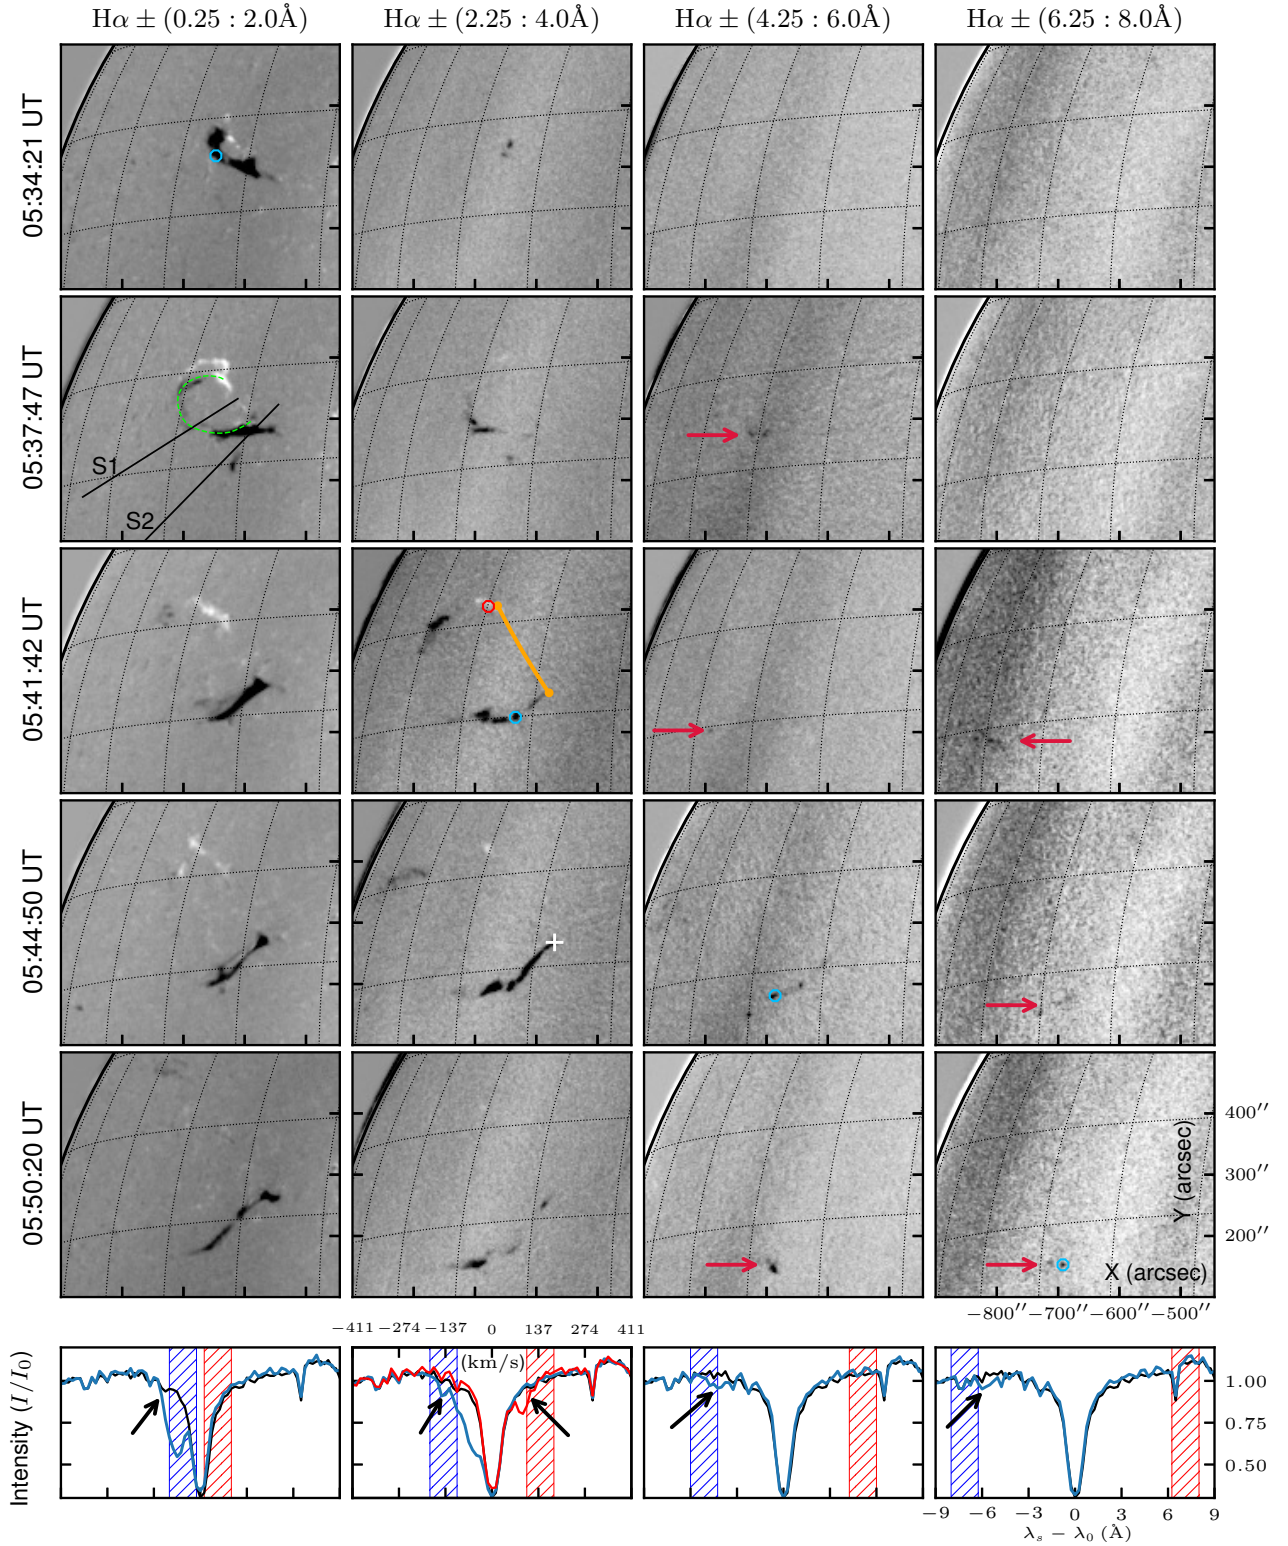 Hα ± (0.25 : 2.0Å) Hα ± (2.25 : 4.0Å) Hα ± (4.25 : 6.0Å) Hα ± (6.25 : 8.0Å)
05:34:21 UT
05:37:47 UT
S1
S2
05:41:42 UT
05:44:50 UT
05:50:20 UT
400′′
300′′
200′′
Y (arcsec)
X (arcsec)
−800′′ −700′′ −600′′ −500′′
−411 −274 −137 0 137 274 411
(km/s)
Intensity (I/I0)
1.00
0.75
0.50
−9 −6 −3 0 3 6 9
λs − λ0 (Å)